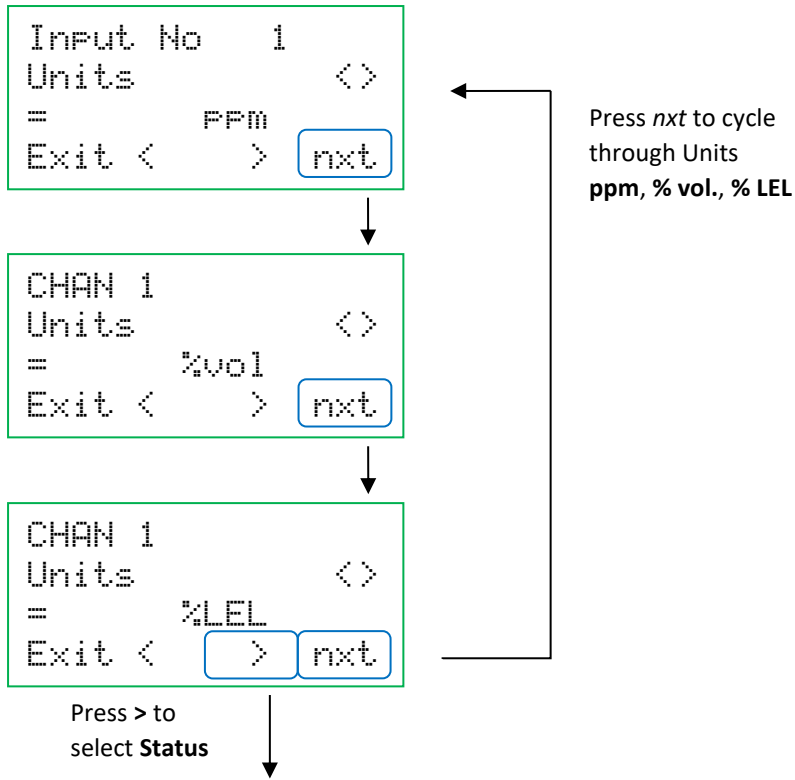 Input No 1
Units <>
= ppm
Exit < > nxt
Press nxt to cycle
through Units
ppm, % vol., % LEL
CHAN 1
Units <>
= %vol
Exit < > nxt
CHAN 1
Units <>
= %LEL
Exit < > nxt
Press > to
select Status